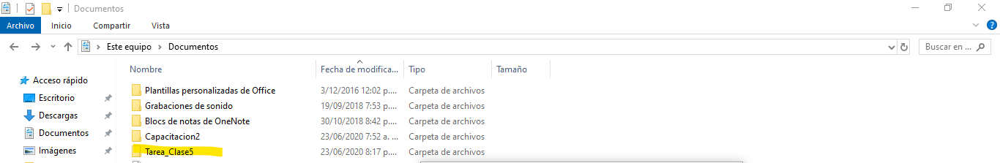 Documentos
Archivo Inicio Compartir Vista
Este equipo Documentos Buscar en ...
Nombre Fecha de modifica... Tipo Tamaño
Acceso rápido
Escritorio
Descargas
Documentos
Imágenes
Plantillas personalizadas de Office 3/12/2016 12:02 p.... Carpeta de archivos
Grabaciones de sonido 19/09/2018 7:53 p.... Carpeta de archivos
Blocs de notas de OneNote 30/10/2018 8:42 p.... Carpeta de archivos
Capacitacion2 23/06/2020 7:52 a. ... Carpeta de archivos
Tarea_Clase5 23/06/2020 8:17 p.... Carpeta de archivos